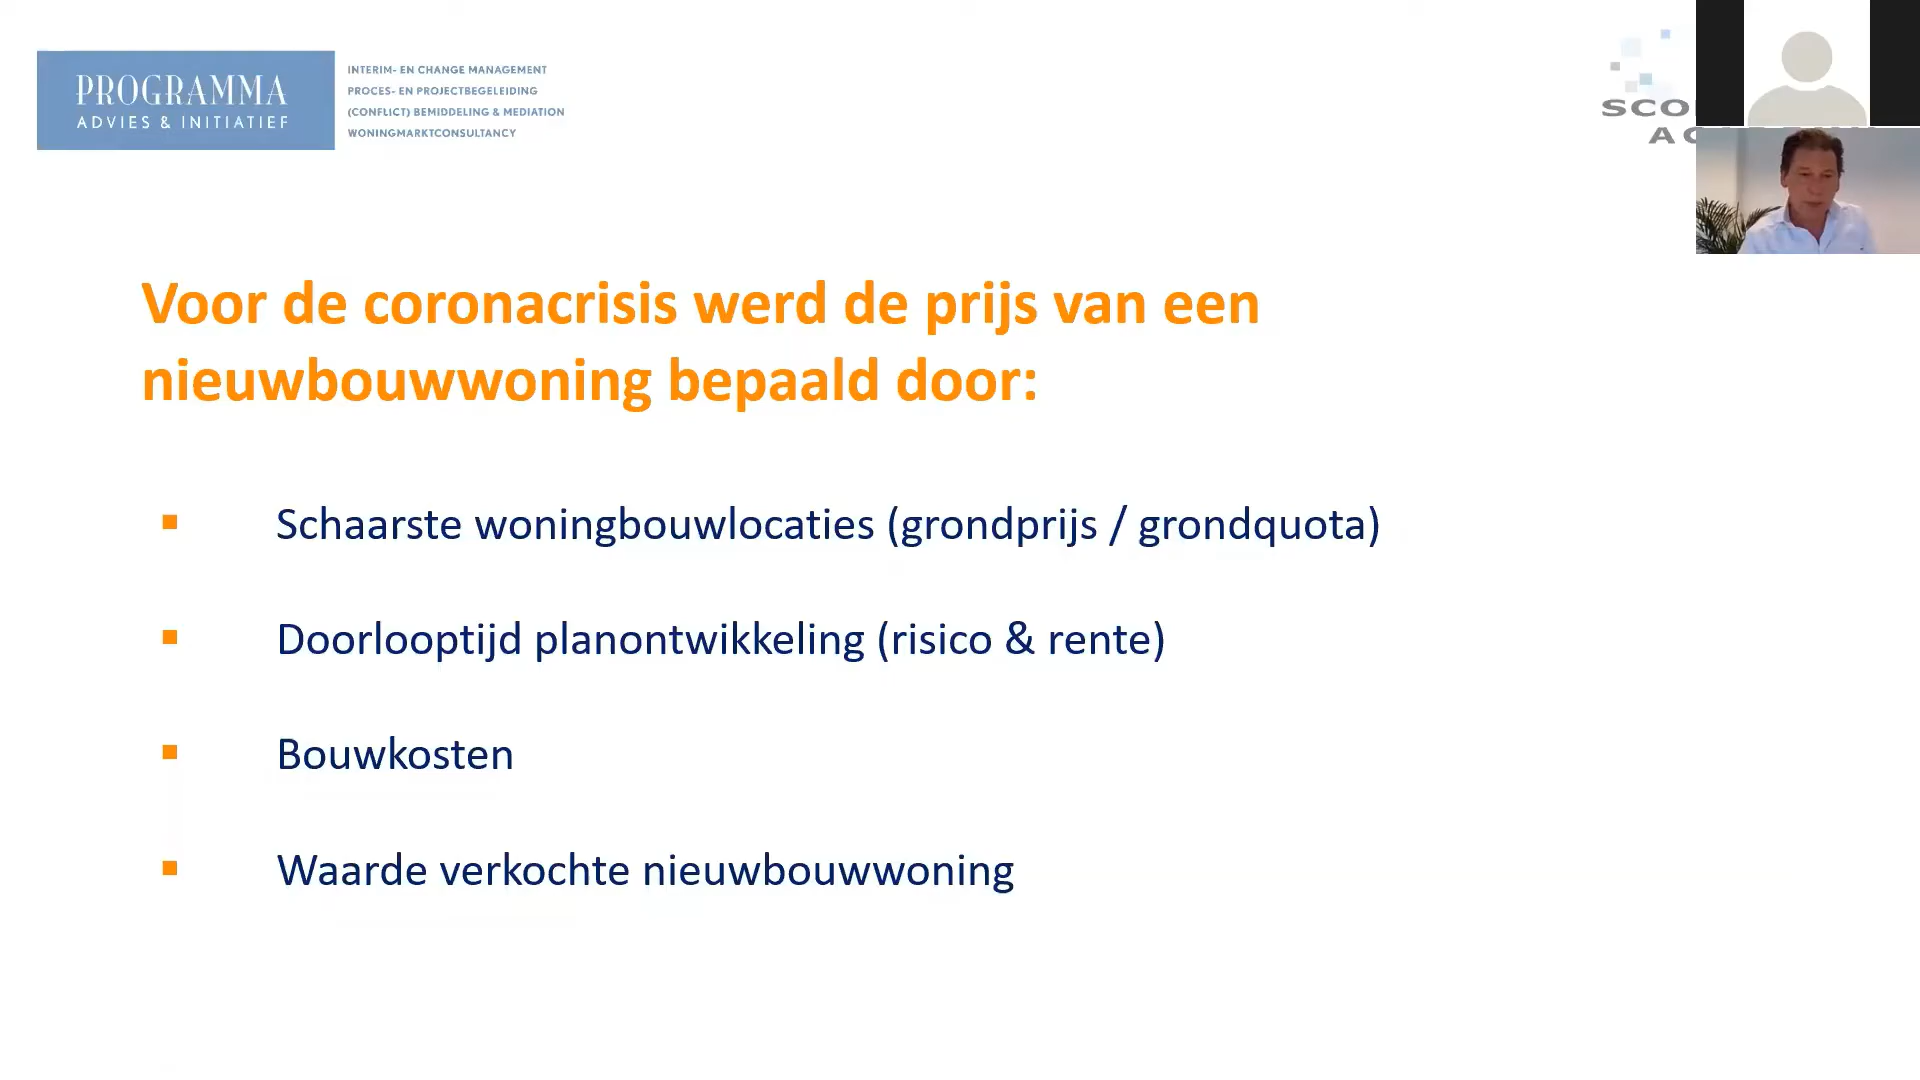 PROGRAMMA
ADVIES & INITIATIEF
INTERIM- EN CHANGE MANAGEMENT
PROCES- EN PROJECTBEGELEIDING
(CONFLICT) BEMIDDELING & MEDIATION
WONINGMARKTCONSULTANCY
Voor de coronacrisis werd de prijs van een
nieuwbouwwoning bepaald door:
Schaarste woningbouwlocaties (grondprijs / grondquota)
Doorlooptijd planontwikkeling (risico & rente)
Bouwkosten
Waarde verkochte nieuwbouwwoning